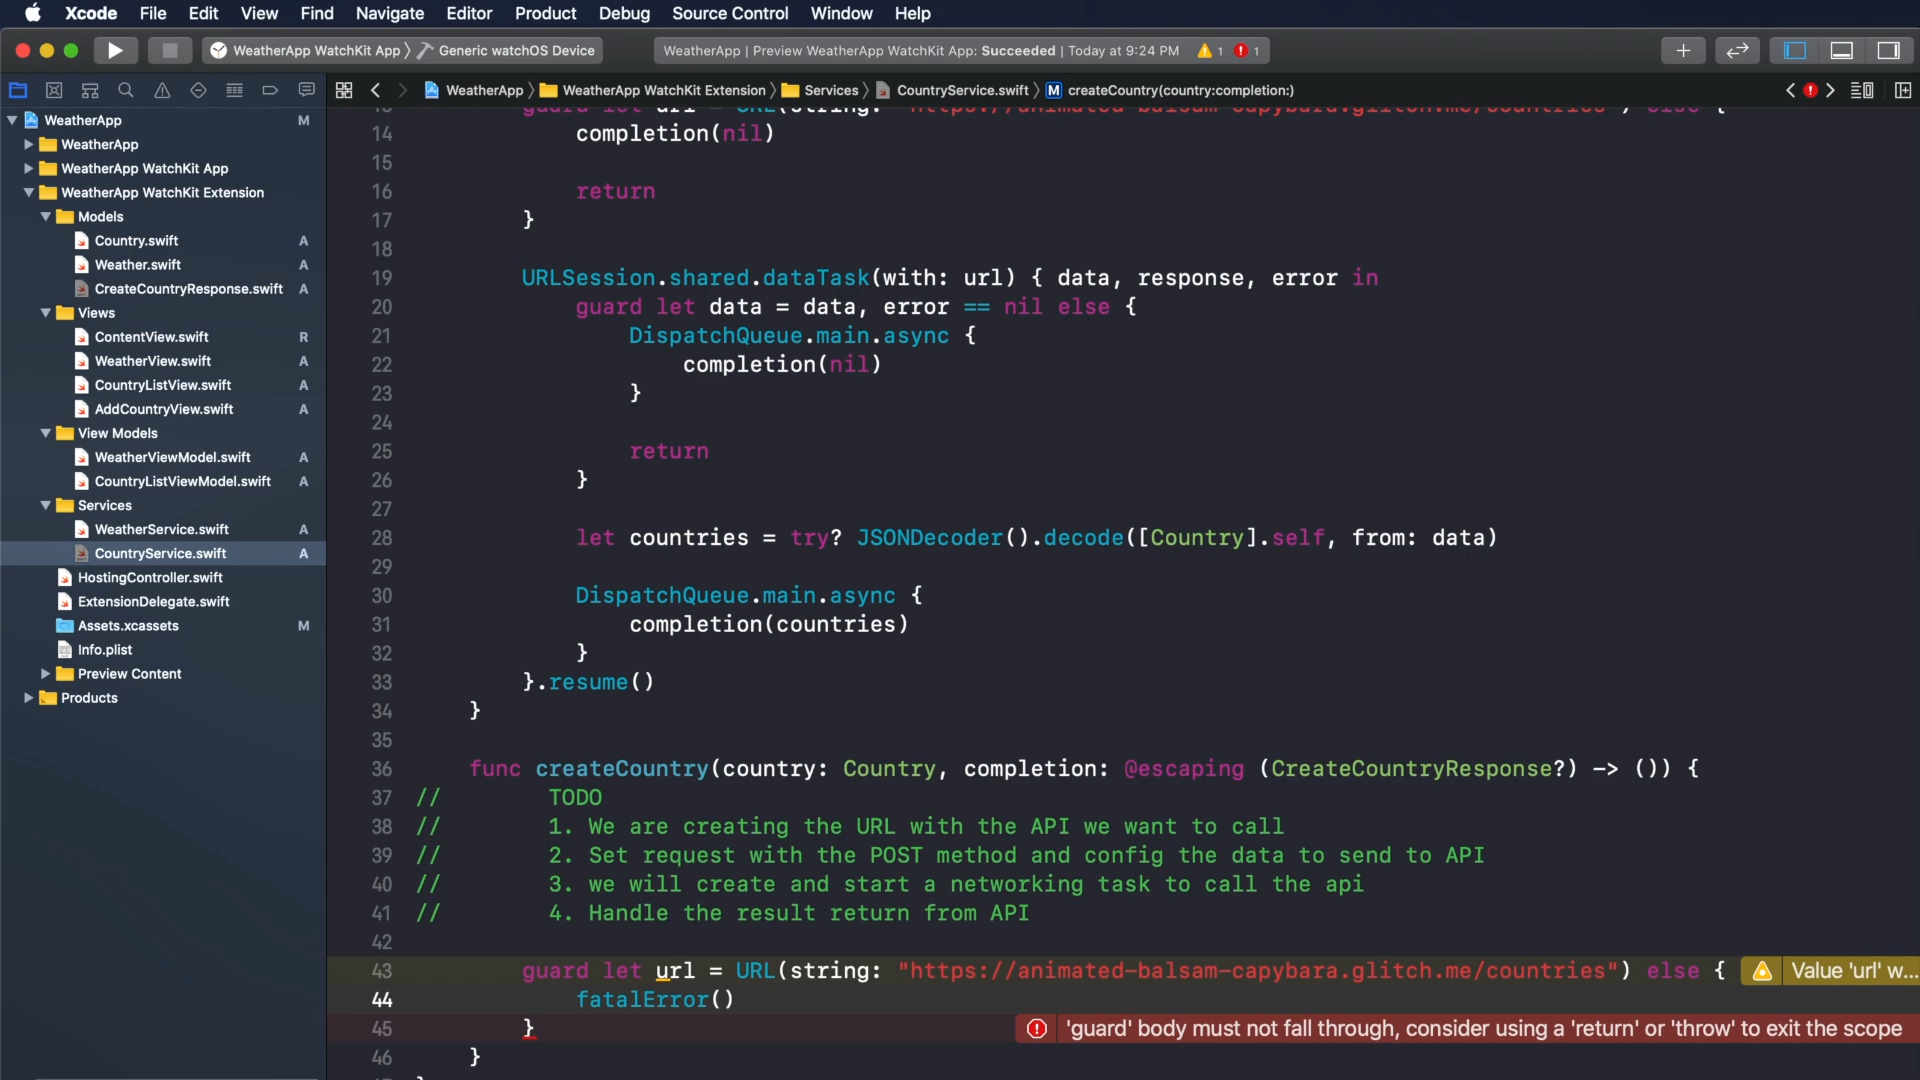 Xcode File Edit View Find Navigate Editor Product Debug Source Control Window Help
WeatherApp WatchKit App Generic watchOS Device
WeatherApp | Preview WeatherApp WatchKit App: Succeeded | Today at 9:24 PM 1 1
WeatherApp WeatherApp WatchKit Extension Services CountryService.swift M createCountry(country:completion:)
WeatherApp M
WeatherApp
WeatherApp WatchKit App
WeatherApp WatchKit Extension
Models
Country.swift A
Weather.swift A
CreateCountryResponse.swift A
Views
ContentView.swift R
WeatherView.swift A
CountryListView.swift A
AddCountryView.swift A
View Models
WeatherViewModel.swift A
CountryListViewModel.swift A
Services
WeatherService.swift A
CountryService.swift A
HostingController.swift
ExtensionDelegate.swift
Assets.xcassets M
Info.plist
Preview Content
Products
guard let url = URL(string: "https://animated-balsam-capybara.glitch.me/countries") else {
14 completion(nil)
15
16 return
17 }
18
19 URLSession.shared.dataTask(with: url) { data, response, error in
20 guard let data = data, error == nil else {
21 DispatchQueue.main.async {
22 completion(nil)
23 }
24
25 return
26 }
27
28 let countries = try? JSONDecoder().decode([Country].self, from: data)
29
30 DispatchQueue.main.async {
31 completion(countries)
32 }
33 }.resume()
34 }
35
36 func createCountry(country: Country, completion: @escaping (CreateCountryResponse?) -> ()) {
37 // TODO
38 // 1. We are creating the URL with the API we want to call
39 // 2. Set request with the POST method and config the data to send to API
40 // 3. we will create and start a networking task to call the api
41 // 4. Handle the result return from API
42
43 guard let url = URL(string: "https://animated-balsam-capybara.glitch.me/countries") else { Value 'url' w...
44 fatalError()
45 } 'guard' body must not fall through, consider using a 'return' or 'throw' to exit the scope
46 }